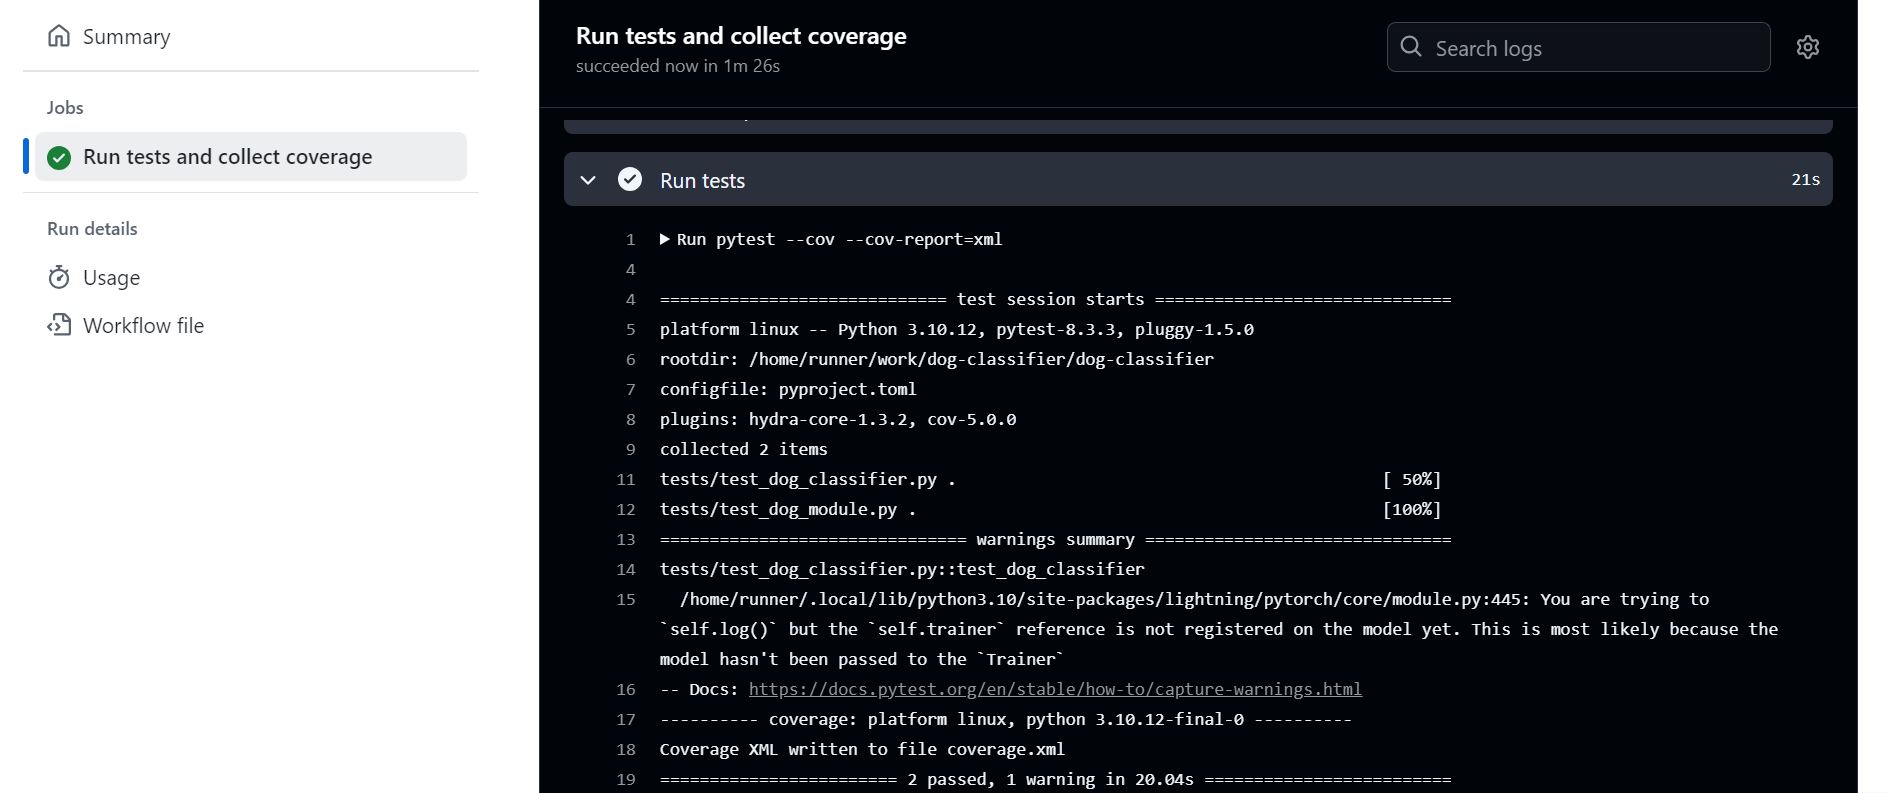 Summary
Jobs
Run tests and collect coverage
Run details
Usage
Workflow file
Run tests and collect coverage
succeeded now in 1m 26s
Search logs
Run tests 21s
1 Run pytest --cov --cov-report=xml
4
4 ============================= test session starts ==============================
5 platform linux -- Python 3.10.12, pytest-8.3.3, pluggy-1.5.0
6 rootdir: /home/runner/work/dog-classifier/dog-classifier
7 configfile: pyproject.toml
8 plugins: hydra-core-1.3.2, cov-5.0.0
9 collected 2 items
11 tests/test_dog_classifier.py . [ 50%]
12 tests/test_dog_module.py . [100%]
13 =============================== warnings summary ===============================
14 tests/test_dog_classifier.py::test_dog_classifier
15 /home/runner/.local/lib/python3.10/site-packages/lightning/pytorch/core/module.py:445: You are trying to
`self.log()` but the `self.trainer` reference is not registered on the model yet. This is most likely because the
model hasn't been passed to the `Trainer`
16 -- Docs: https://docs.pytest.org/en/stable/how-to/capture-warnings.html
17 ---------- coverage: platform linux, python 3.10.12-final-0 ----------
18 Coverage XML written to file coverage.xml
19 ======================== 2 passed, 1 warning in 20.04s =========================